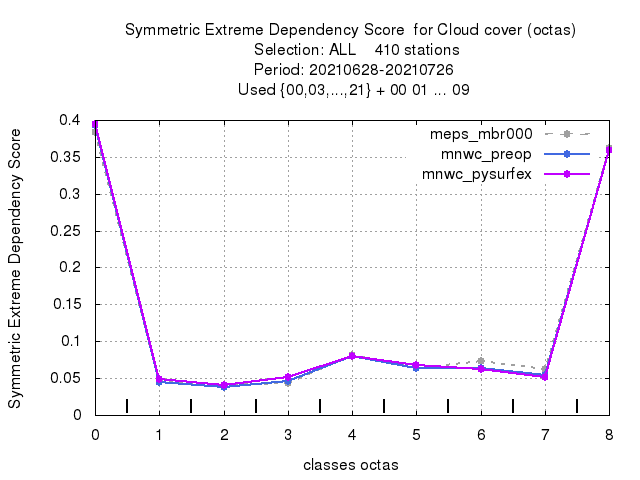 Symmetric Extreme Dependency Score  for Cloud cover (octas)
Selection: ALL    410 stations
Period: 20210628-20210726
Used {00,03,...,21} + 00 01 ... 09
Symmetric Extreme Dependency Score
0.4
0.35
0.3
0.25
0.2
0.15
0.1
0.05
0
meps_mbr000
mnwc_preop
mnwc_pysurfex
0 1 2 3 4 5 6 7 8
classes octas